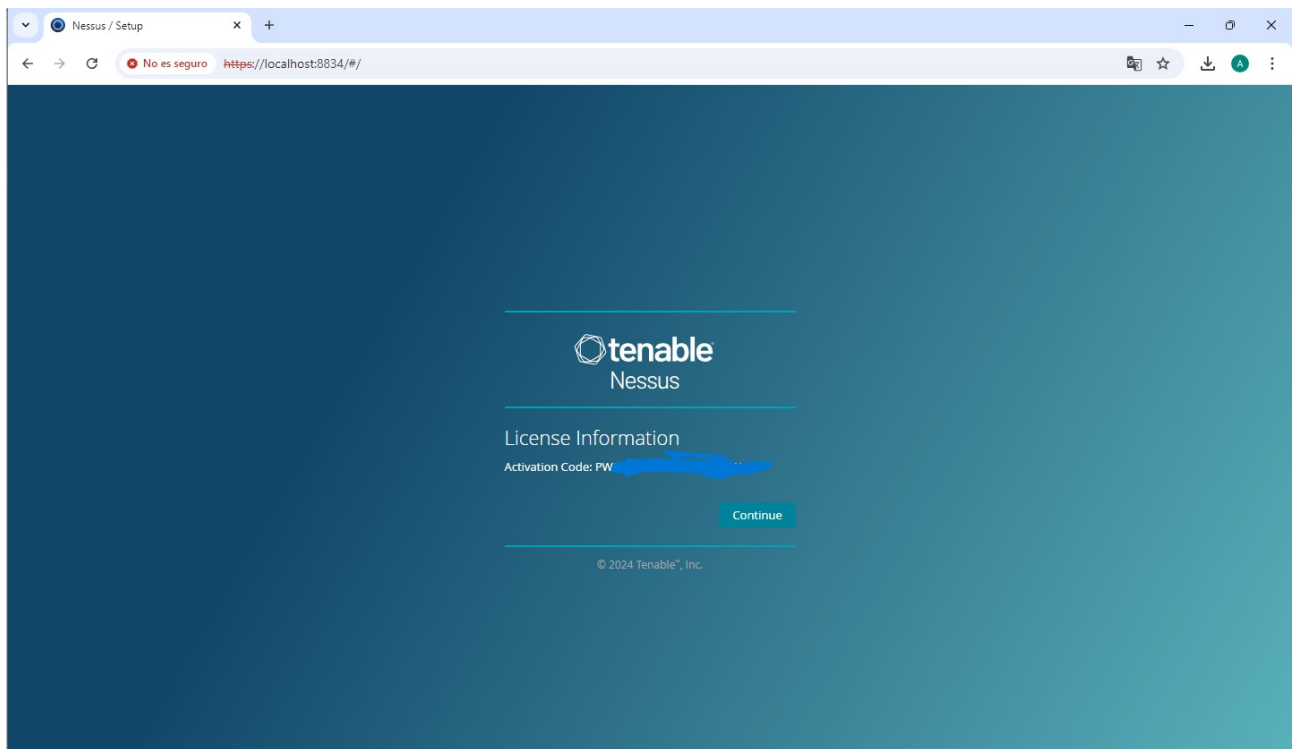 Nessus / Setup
No es seguro https://localhost:8834/#/
A
tenable
Nessus
License Information
Activation Code: PW
Continue
© 2024 Tenable™, Inc.